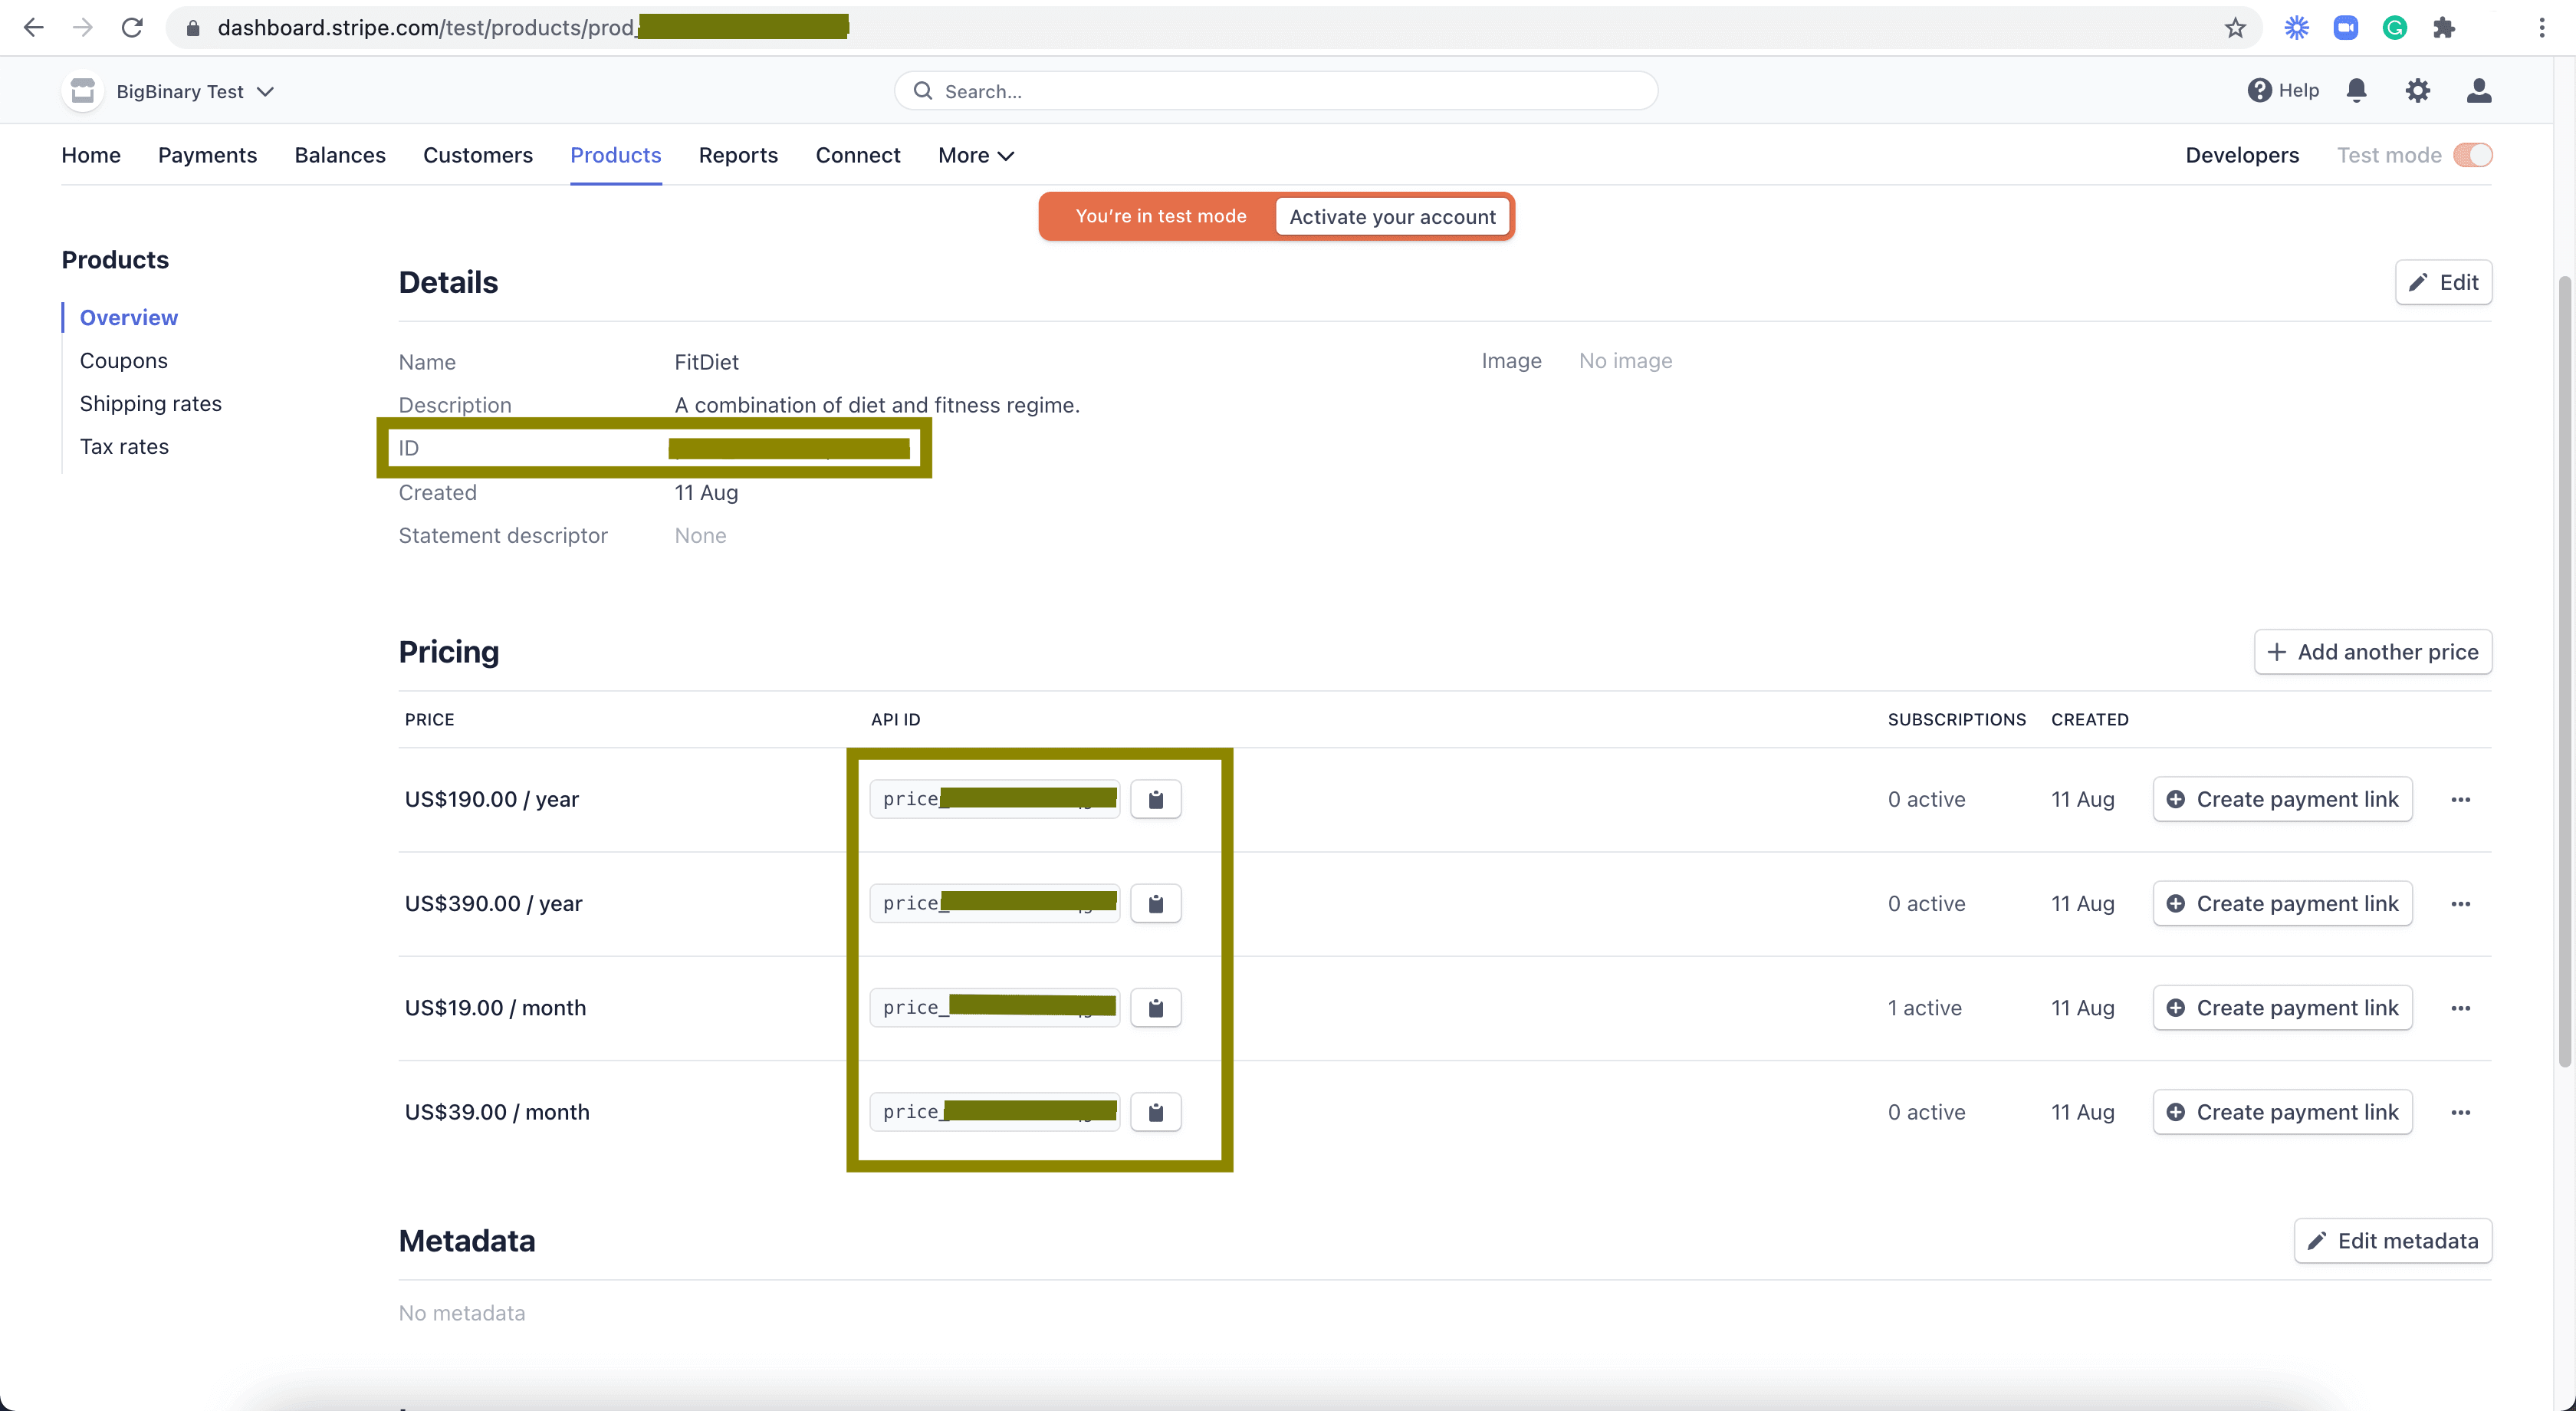 dashboard.stripe.com/test/products/prod_
BigBinary Test
Search...
Help
Home Payments Balances Customers Products Reports Connect More
Developers Test mode
You're in test mode Activate your account
Products
Overview
Coupons
Shipping rates
Tax rates
Details
Edit
Name FitDiet
Image No image
Description A combination of diet and fitness regime.
ID
Created 11 Aug
Statement descriptor None
Pricing
Add another price
PRICE API ID SUBSCRIPTIONS CREATED
US$190.00 / year price_ 0 active 11 Aug Create payment link
US$390.00 / year price_ 0 active 11 Aug Create payment link
US$19.00 / month price_ 1 active 11 Aug Create payment link
US$39.00 / month price_ 0 active 11 Aug Create payment link
Metadata
Edit metadata
No metadata